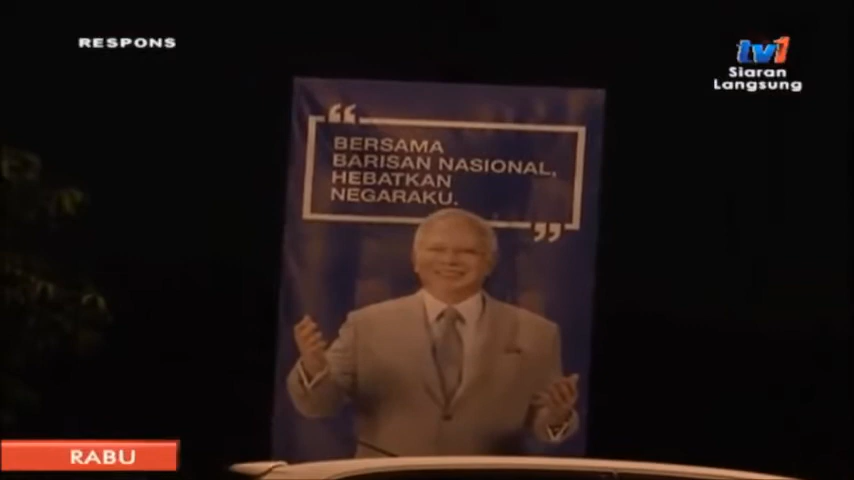 RESPONS
tv1
Siaran
Langsung
“
BERSAMA
BARISAN NASIONAL,
HEBATKAN
NEGARAKU.
”
RABU